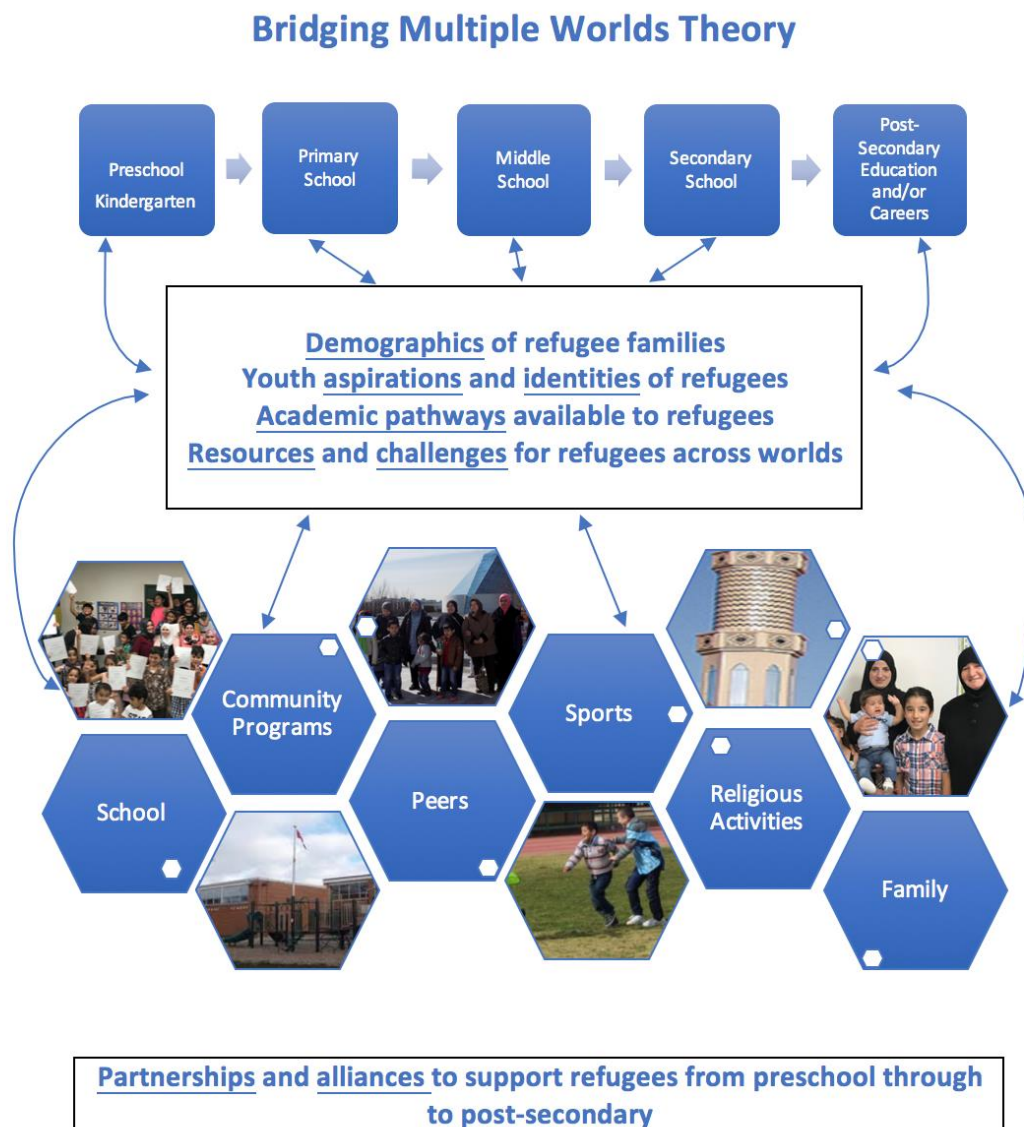 Bridging Multiple Worlds Theory
Preschool
Kindergarten
Primary
School
Middle
School
Secondary
School
Post-
Secondary
Education
and/or
Careers
Demographics of refugee families
Youth aspirations and identities of refugees
Academic pathways available to refugees
Resources and challenges for refugees across worlds
Community
Programs
Sports
School
Peers
Religious
Activities
Family
Partnerships and alliances to support refugees from preschool through
to post-secondary